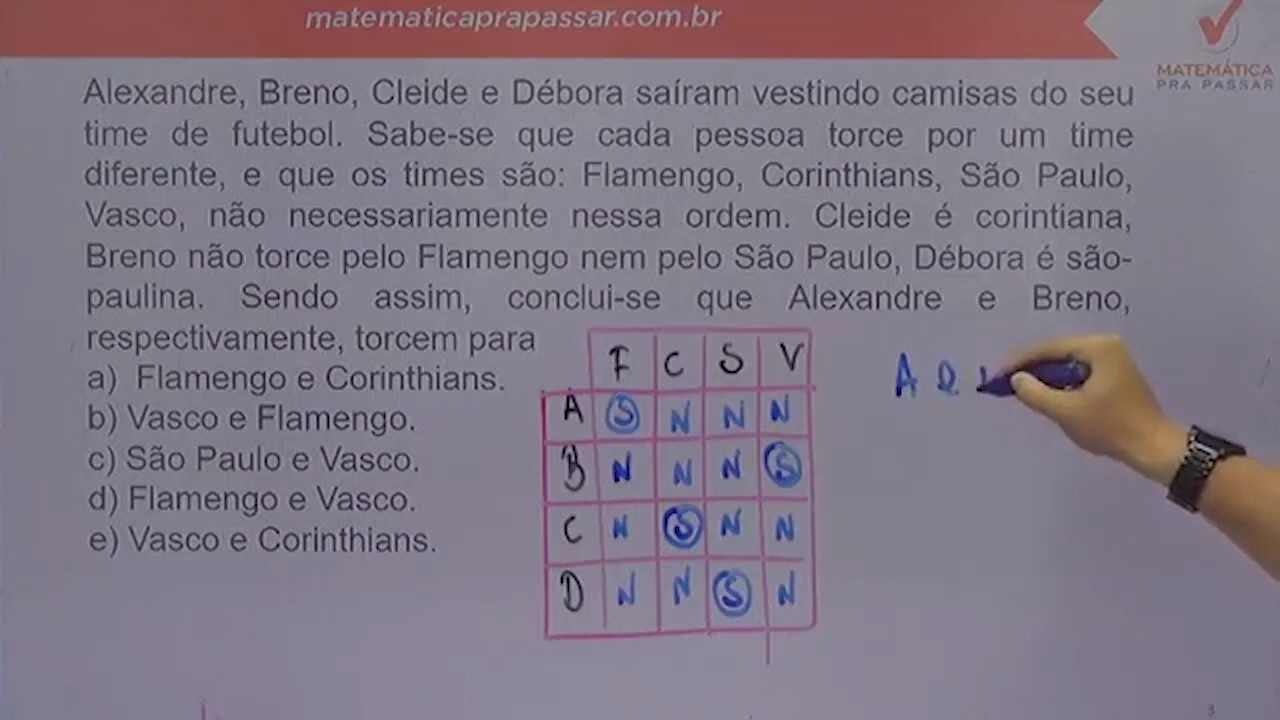 matematicaprapassar.com.br
MATEMÁTICA
PRA PASSAR
Alexandre, Breno, Cleide e Débora saíram vestindo camisas do seu
time de futebol. Sabe-se que cada pessoa torce por um time
diferente, e que os times são: Flamengo, Corinthians, São Paulo,
Vasco, não necessariamente nessa ordem. Cleide é corintiana,
Breno não torce pelo Flamengo nem pelo São Paulo, Débora é são-
paulina. Sendo assim, conclui-se que Alexandre e Breno,
respectivamente, torcem para
a) Flamengo e Corinthians.
b) Vasco e Flamengo.
c) São Paulo e Vasco.
d) Flamengo e Vasco.
e) Vasco e Corinthians.
F C S V
A S N N N
B N N N S
C N S N N
D N N S N
A
3